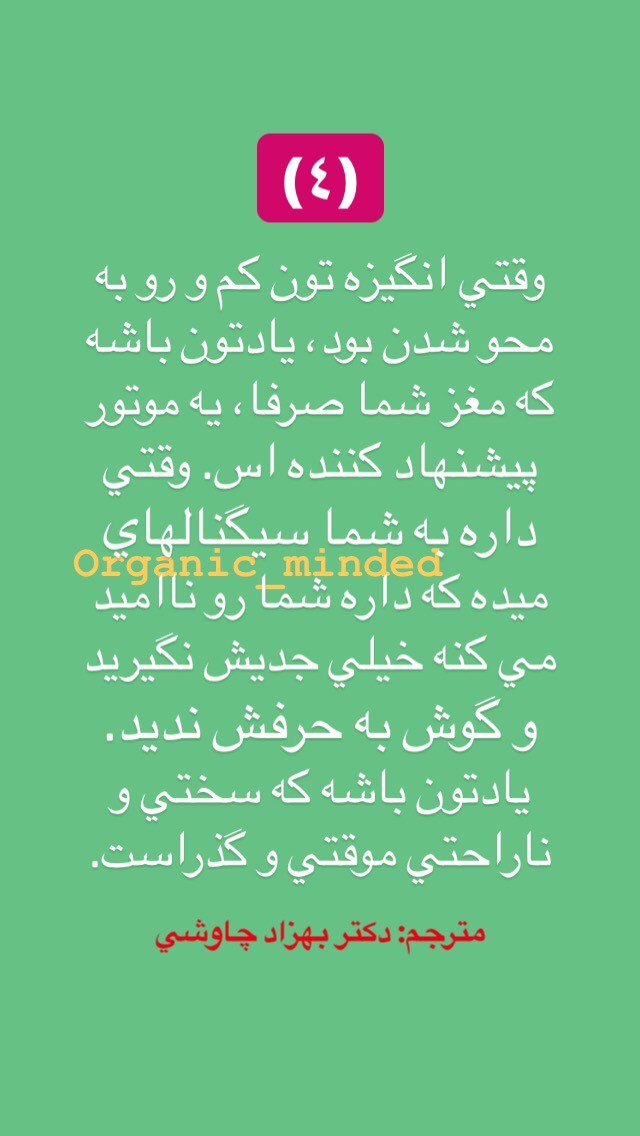 (٤)
وقتي انگيزه تون كم و رو به
محو شدن بود، يادتون باشه
كه مغز شما صرفا، يه موتور
پيشنهاد كننده اس. وقتي
داره به شما سيگنالهاي
Organic_minded
ميده كه داره شما رو نااميد
مي كنه خيلي جديش نگيريد
و گوش به حرفش نديد.
يادتون باشه كه سختي و
ناراحتي موقتي و گذراست.
مترجم: دكتر بهزاد چاوشي